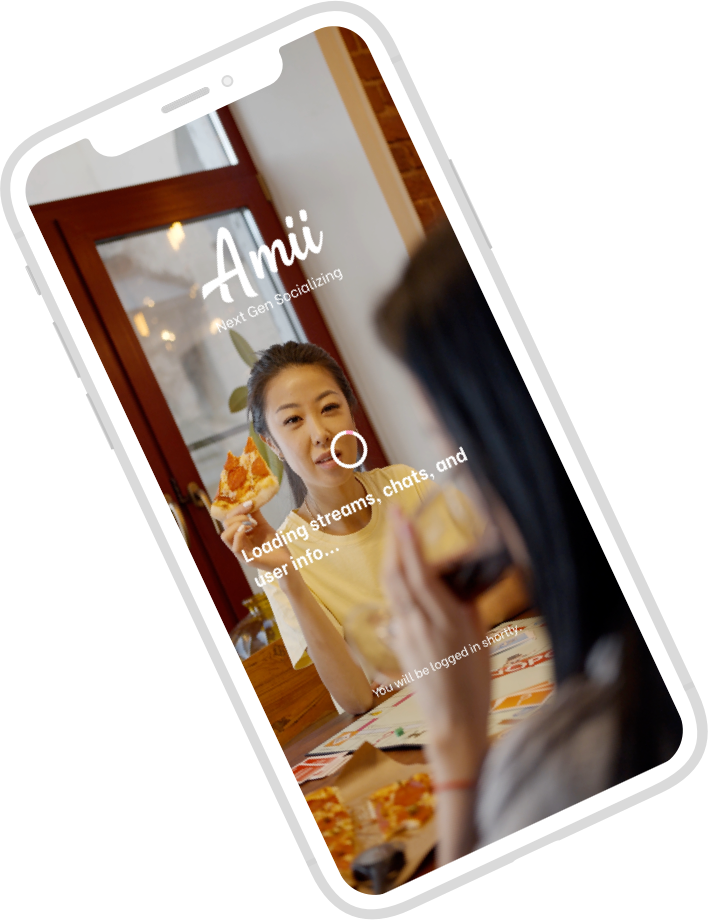 Amii
Next Gen Socializing
Loading streams, chats, and
user info...
You will be logged in shortly.